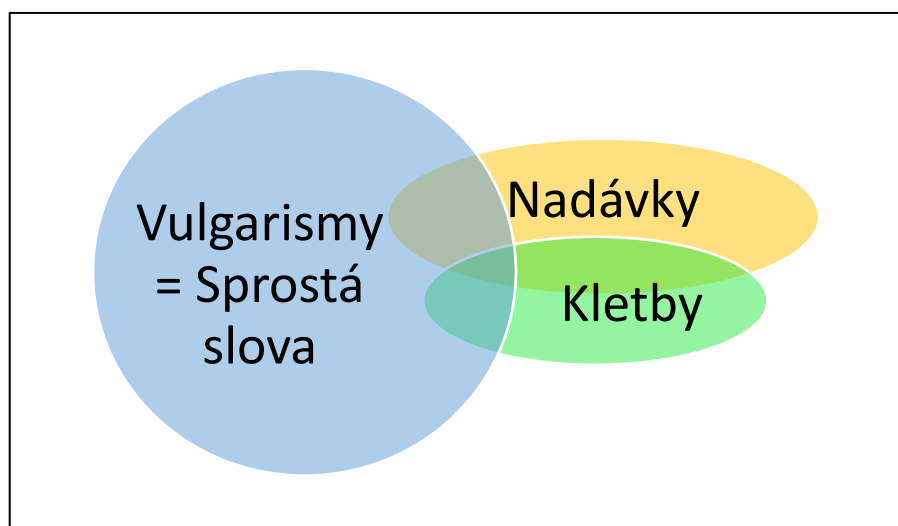 Vulgarismy
= Sprostá
slova
Nadávky
Kletby